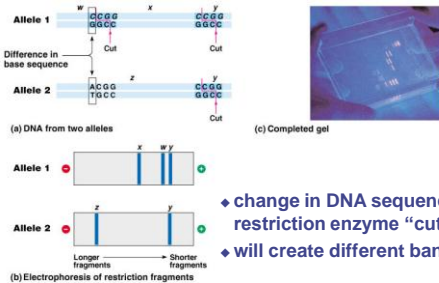 w x y
Allele 1
CCGG CCGG
GGCC GGCC
Cut Cut
Difference in
base sequence
z y
Allele 2
ACGG CCGG
TGCC GGCC
Cut
(a) DNA from two alleles
(c) Completed gel
x w y
Allele 1 − +
z y
Allele 2 − +
Longer fragments → Shorter fragments
(b) Electrophoresis of restriction fragments
◆ change in DNA sequenc
restriction enzyme “cut
◆ will create different ban